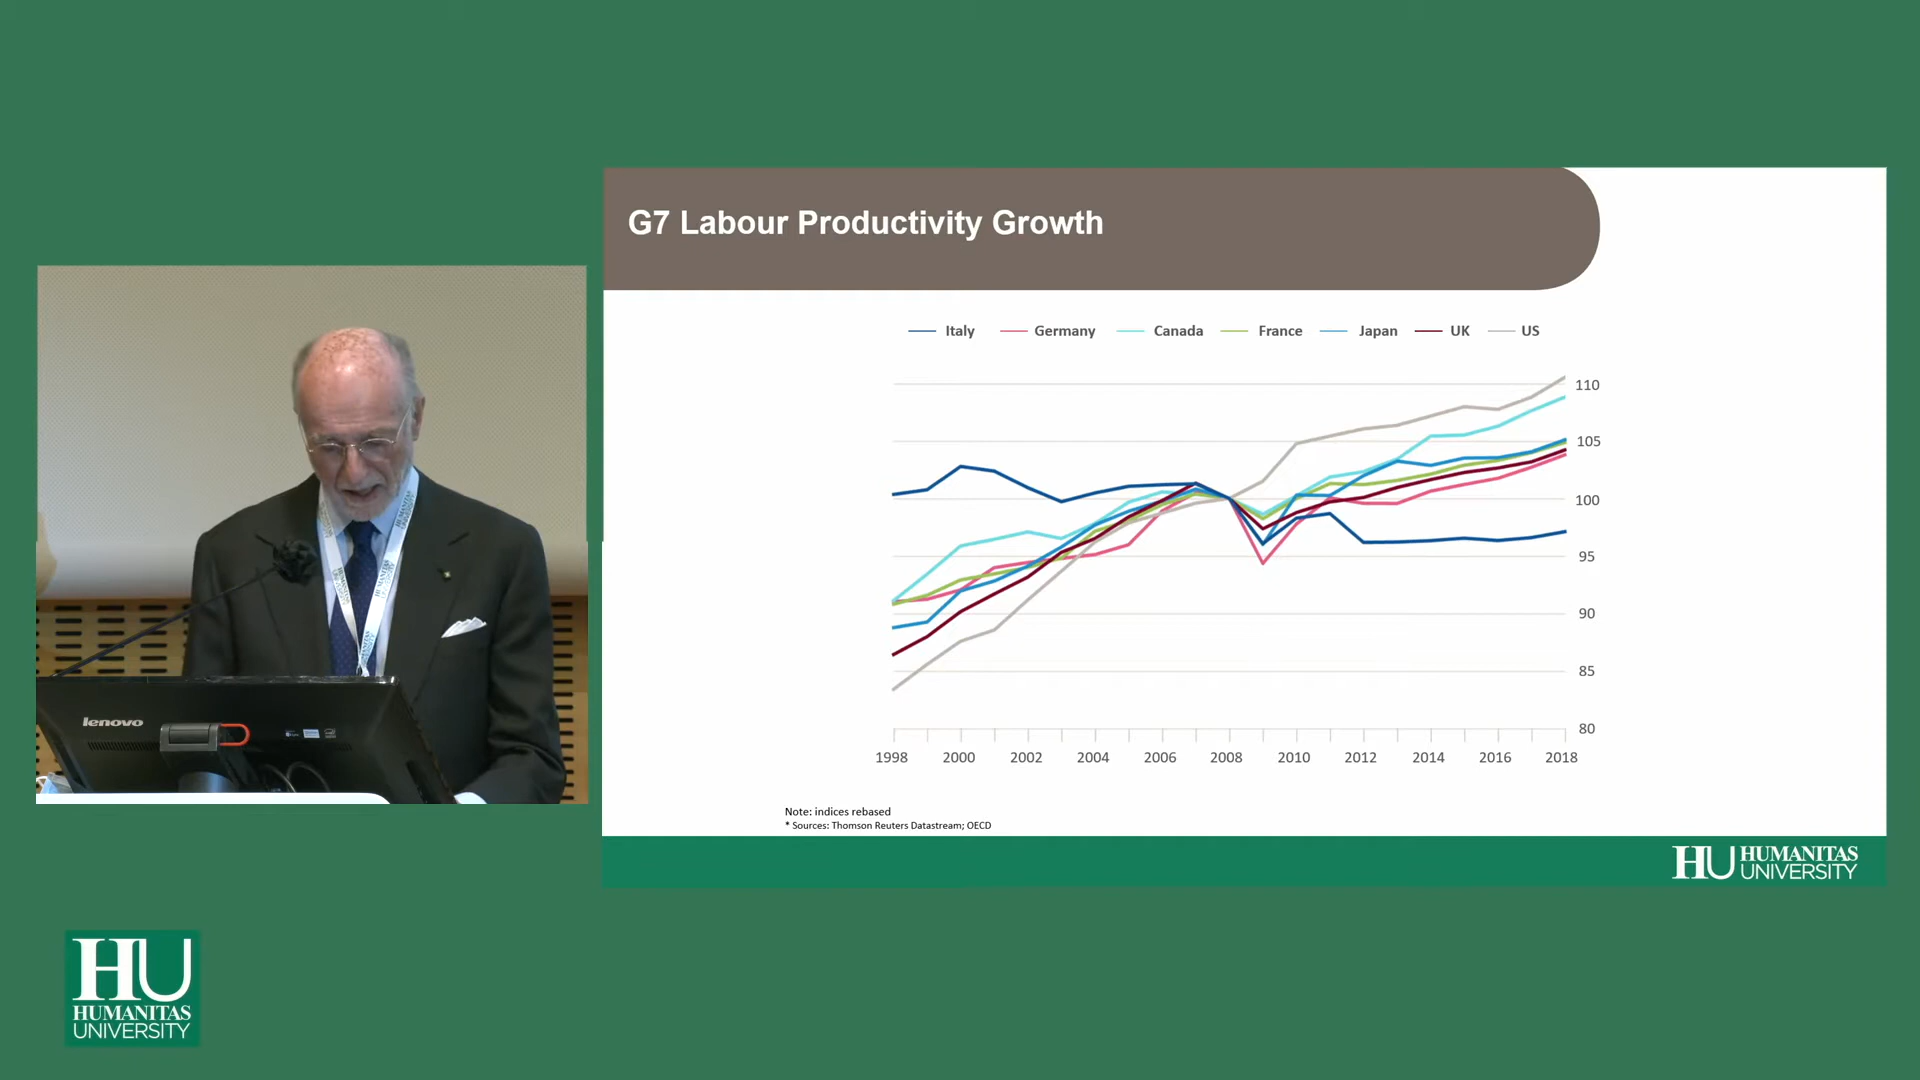 G7 Labour Productivity Growth
Italy Germany Canada France Japan UK US
110
105
100
95
90
85
80
1998 2000 2002 2004 2006 2008 2010 2012 2014 2016 2018
Note: indices rebased
* Sources: Thomson Reuters Datastream; OECD
HU HUMANITAS
UNIVERSITY
lenovo
HU
HUMANITAS
UNIVERSITY